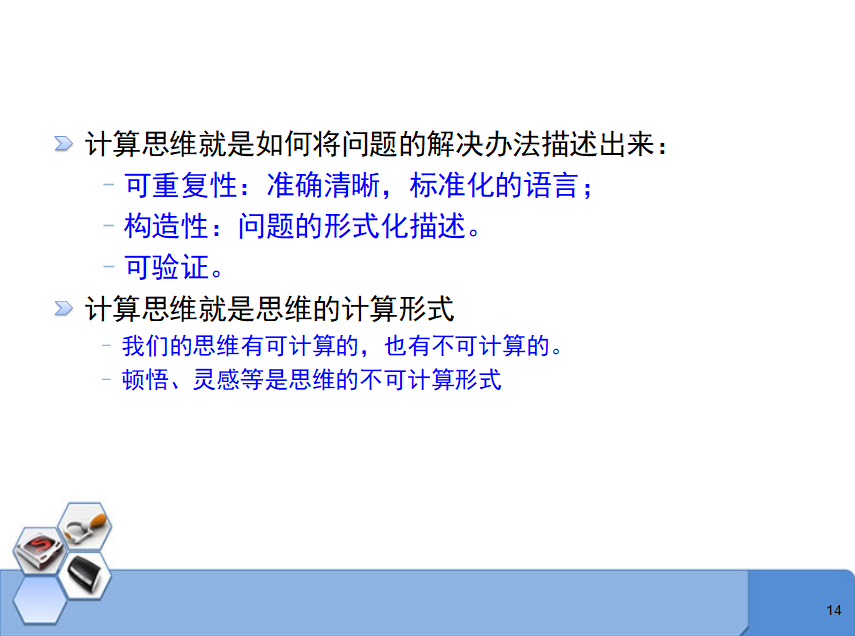 计算思维就是如何将问题的解决办法描述出来：
– 可重复性：准确清晰，标准化的语言；
– 构造性：问题的形式化描述。
– 可验证。
计算思维就是思维的计算形式
– 我们的思维有可计算的，也有不可计算的。
– 顿悟、灵感等是思维的不可计算形式
14